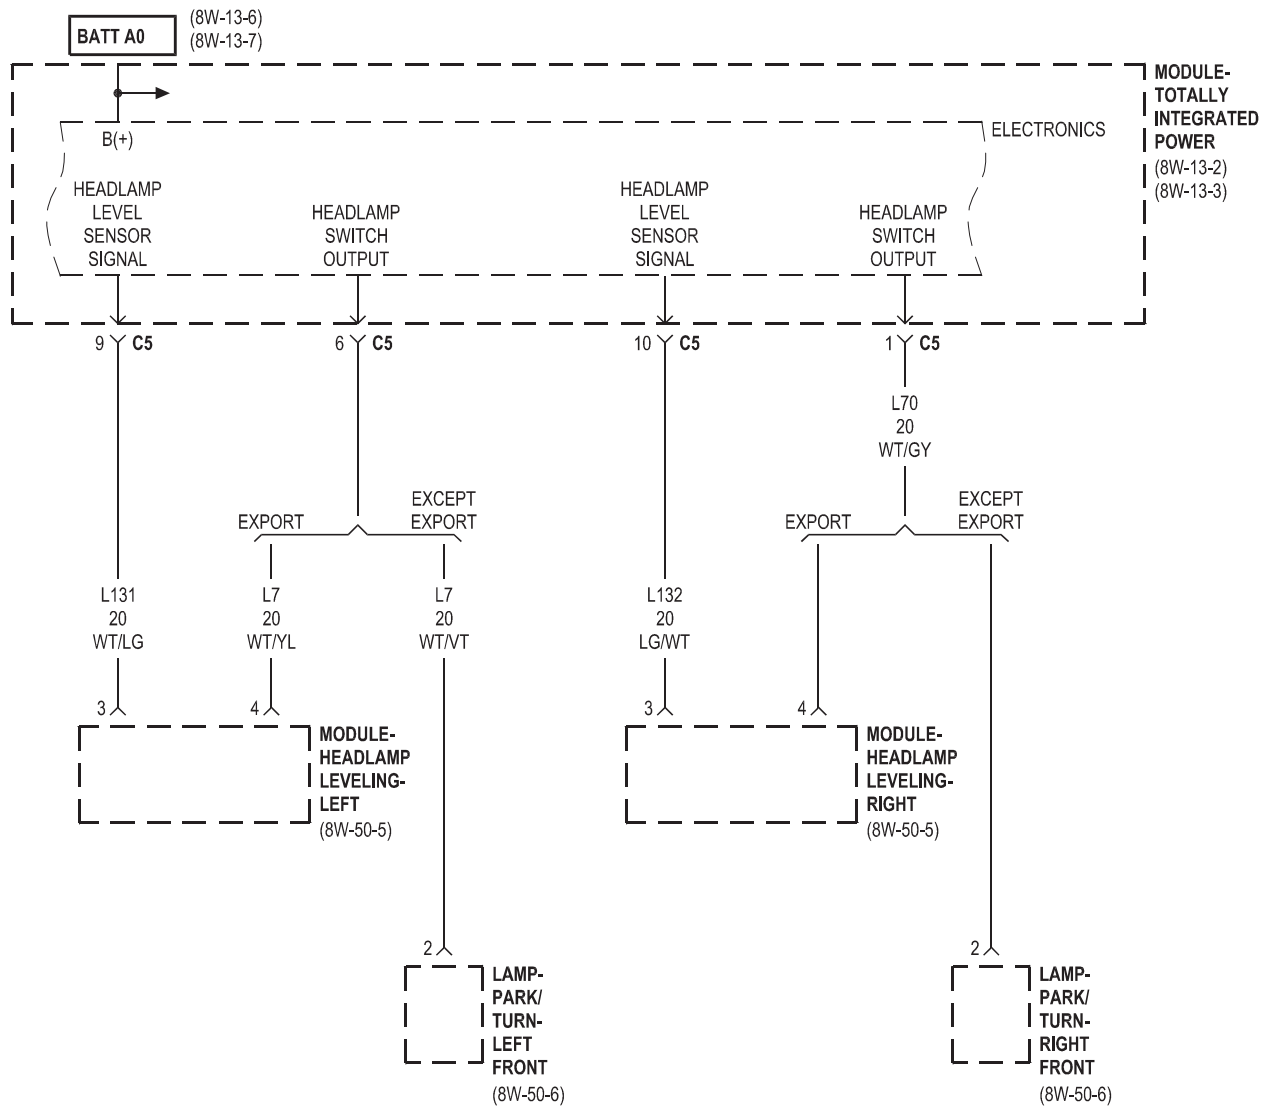 BATT A0
(8W-13-6)
(8W-13-7)
MODULE-
TOTALLY
INTEGRATED
POWER
(8W-13-2)
(8W-13-3)
ELECTRONICS
B(+)
HEADLAMP
LEVEL
SENSOR
SIGNAL
HEADLAMP
SWITCH
OUTPUT
HEADLAMP
LEVEL
SENSOR
SIGNAL
HEADLAMP
SWITCH
OUTPUT
9 C5
6 C5
10 C5
1 C5
L70
20
WT/GY
EXPORT
EXCEPT
EXPORT
EXPORT
EXCEPT
EXPORT
L131
20
WT/LG
L7
20
WT/YL
L7
20
WT/VT
L132
20
LG/WT
3
4
3
4
MODULE-
HEADLAMP
LEVELING-
LEFT
(8W-50-5)
MODULE-
HEADLAMP
LEVELING-
RIGHT
(8W-50-5)
2
2
LAMP-
PARK/
TURN-
LEFT
FRONT
(8W-50-6)
LAMP-
PARK/
TURN-
RIGHT
FRONT
(8W-50-6)